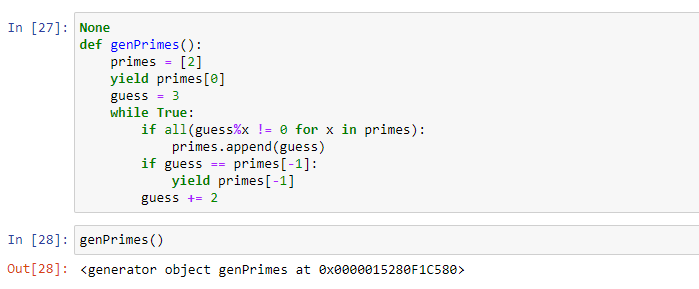 In [27]: None
def genPrimes():
    primes = [2]
    yield primes[0]
    guess = 3
    while True:
        if all(guess%x != 0 for x in primes):
            primes.append(guess)
        if guess == primes[-1]:
            yield primes[-1]
        guess += 2
In [28]: genPrimes()
Out[28]: <generator object genPrimes at 0x0000015280F1C580>